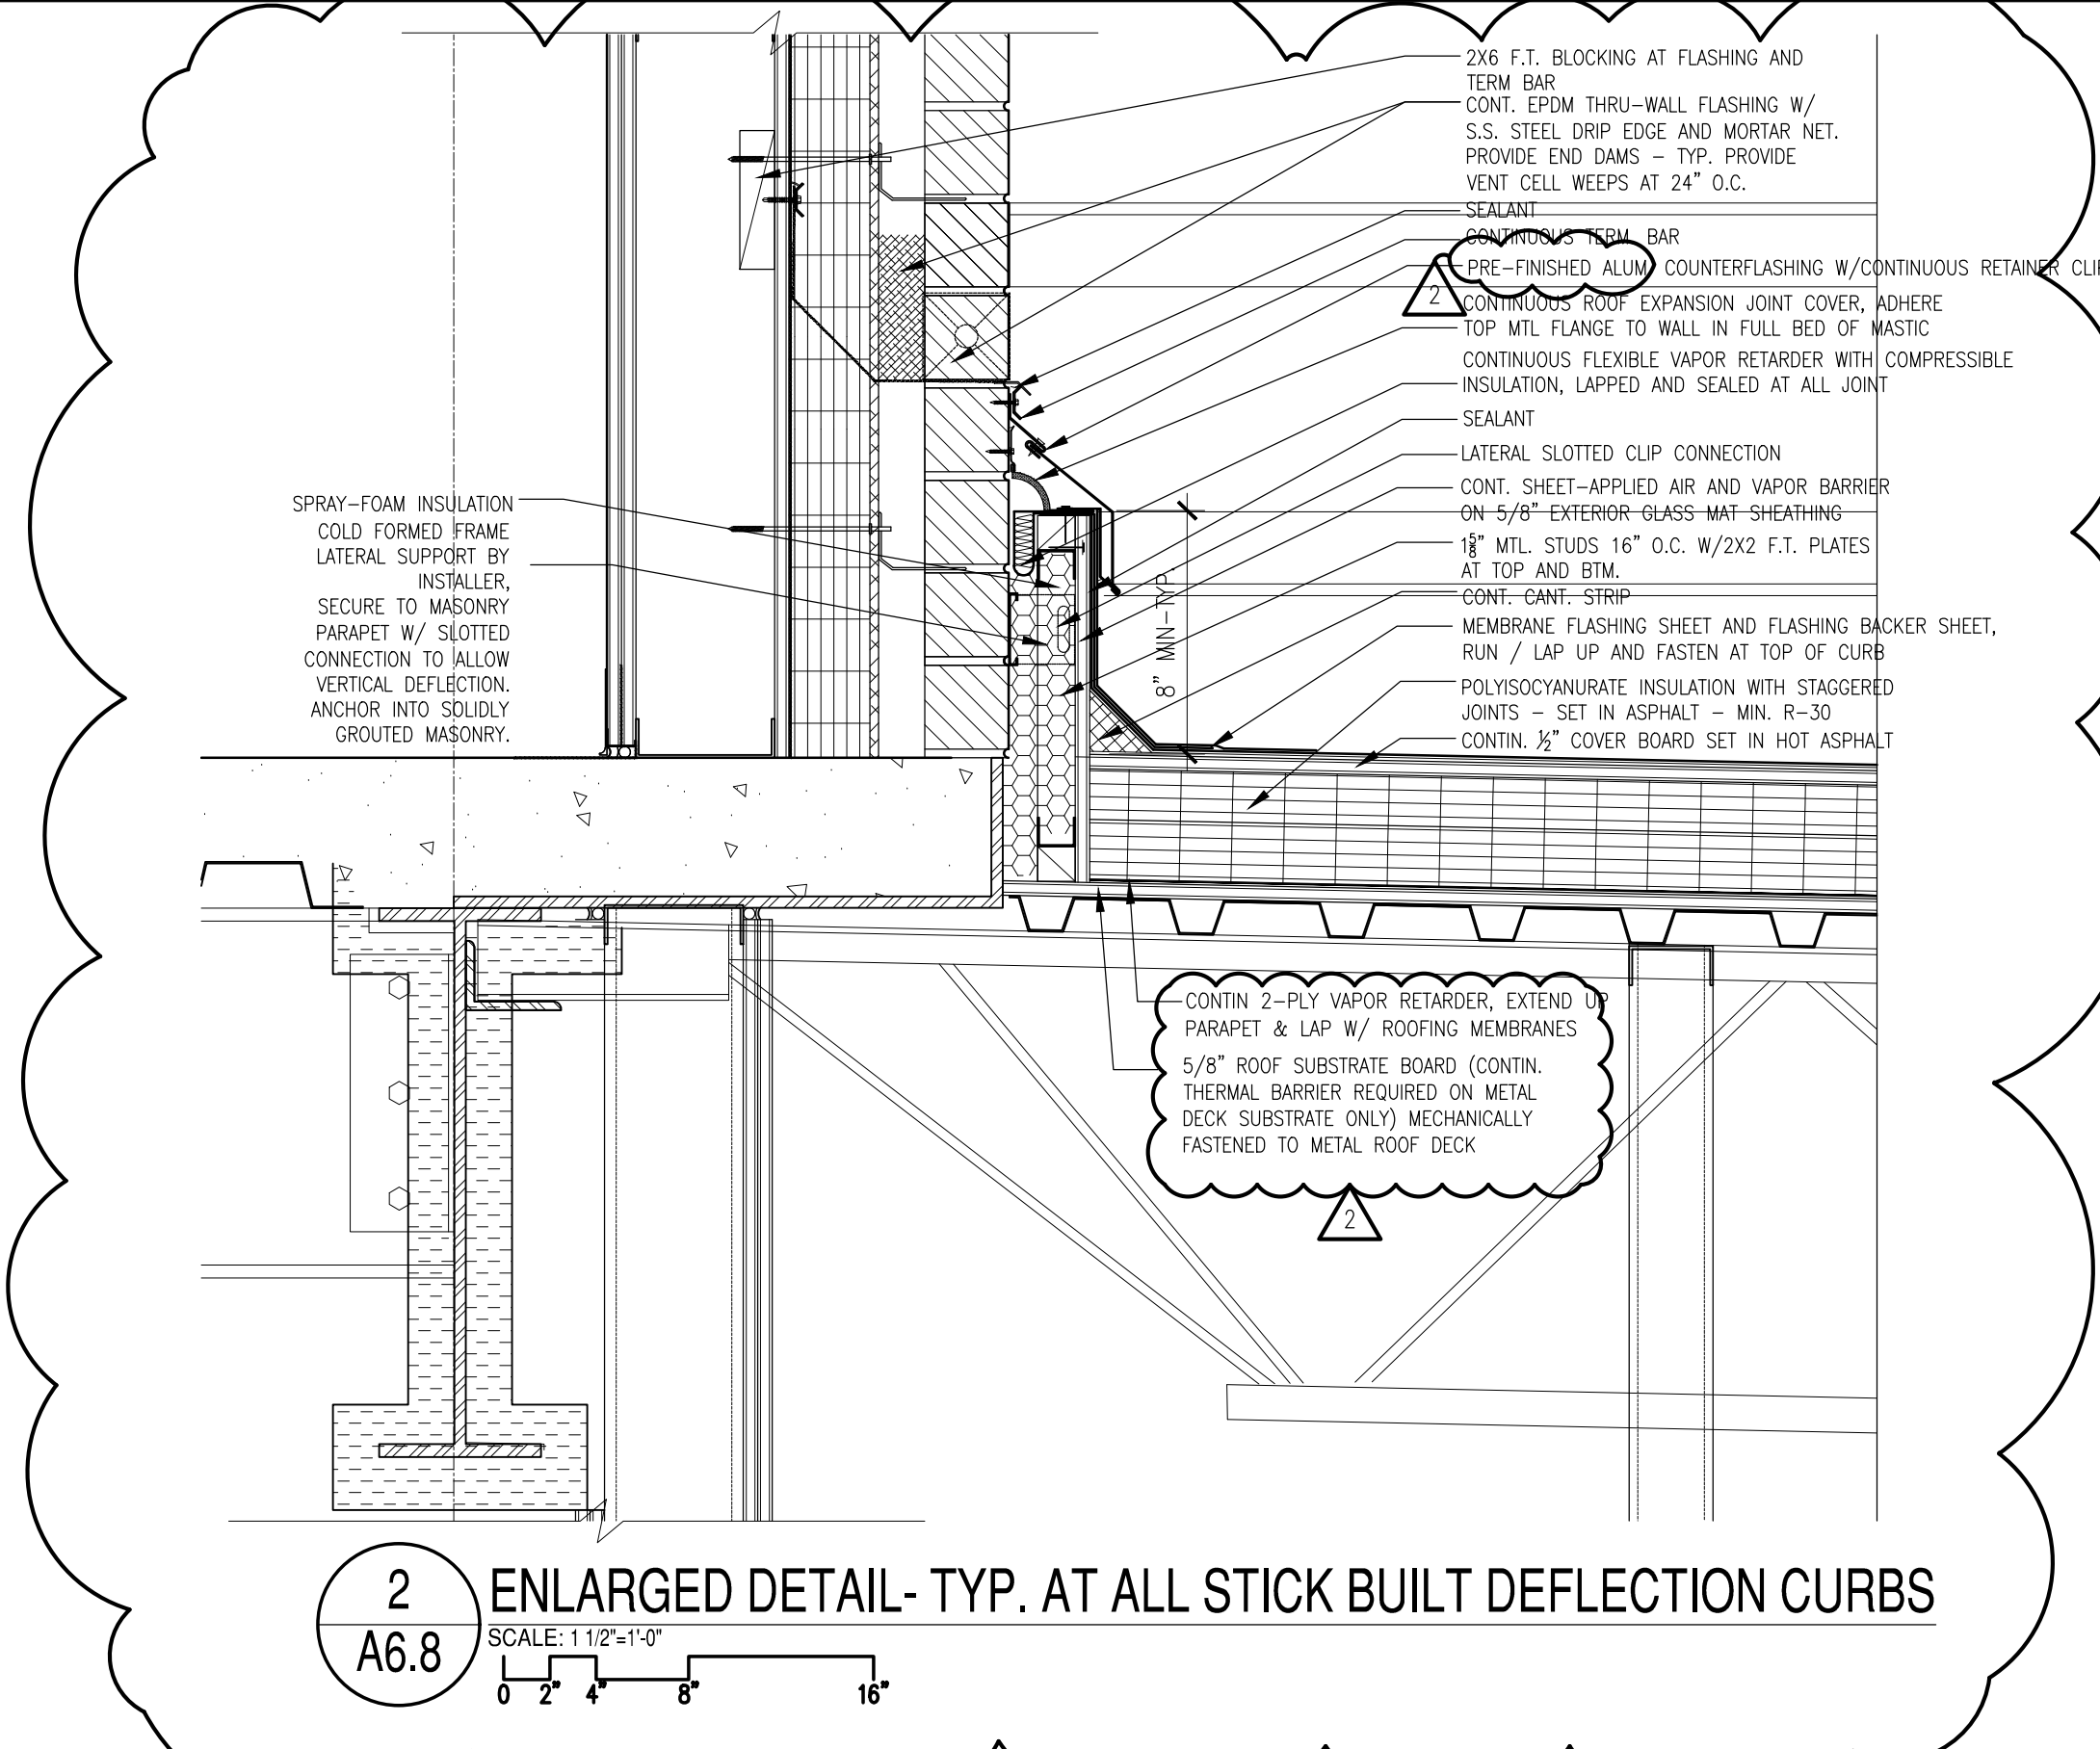 2X6 F.T. BLOCKING AT FLASHING AND
TERM BAR
CONT. EPDM THRU-WALL FLASHING W/
S.S. STEEL DRIP EDGE AND MORTAR NET.
PROVIDE END DAMS - TYP. PROVIDE
VENT CELL WEEPS AT 24" O.C.
SEALANT
CONTINUOUS TERM BAR
PRE-FINISHED ALUM. COUNTERFLASHING W/CONTINUOUS RETAINER
2
CONTINUOUS ROOF EXPANSION JOINT COVER, ADHERE
TOP MTL FLANGE TO WALL IN FULL BED OF MASTIC
CONTINUOUS FLEXIBLE VAPOR RETARDER WITH COMPRESSIBLE
INSULATION, LAPPED AND SEALED AT ALL JOINT
SEALANT
LATERAL SLOTTED CLIP CONNECTION
CONT. SHEET-APPLIED AIR AND VAPOR BARRIER
ON 5/8" EXTERIOR GLASS MAT SHEATHING
1⅝" MTL. STUDS 16" O.C. W/2X2 F.T. PLATES
AT TOP AND BTM.
CONT. CANT. STRIP
MEMBRANE FLASHING SHEET AND FLASHING BACKER SHEET,
RUN / LAP UP AND FASTEN AT TOP OF CURB
POLYISOCYANURATE INSULATION WITH STAGGERED
JOINTS - SET IN ASPHALT - MIN. R-30
CONTIN. ½" COVER BOARD SET IN HOT ASPHALT
SPRAY-FOAM INSULATION
COLD FORMED FRAME
LATERAL SUPPORT BY
INSTALLER,
SECURE TO MASONRY
PARAPET W/ SLOTTED
CONNECTION TO ALLOW
VERTICAL DEFLECTION.
ANCHOR INTO SOLIDLY
GROUTED MASONRY.
8" MIN-TYP.
CONTIN 2-PLY VAPOR RETARDER, EXTEND UP
PARAPET & LAP W/ ROOFING MEMBRANES
5/8" ROOF SUBSTRATE BOARD (CONTIN.
THERMAL BARRIER REQUIRED ON METAL
DECK SUBSTRATE ONLY) MECHANICALLY
FASTENED TO METAL ROOF DECK
2
2
A6.8
ENLARGED DETAIL- TYP. AT ALL STICK BUILT DEFLECTION CURBS
SCALE: 1 1/2"=1'-0"
0 2" 4" 8" 16"